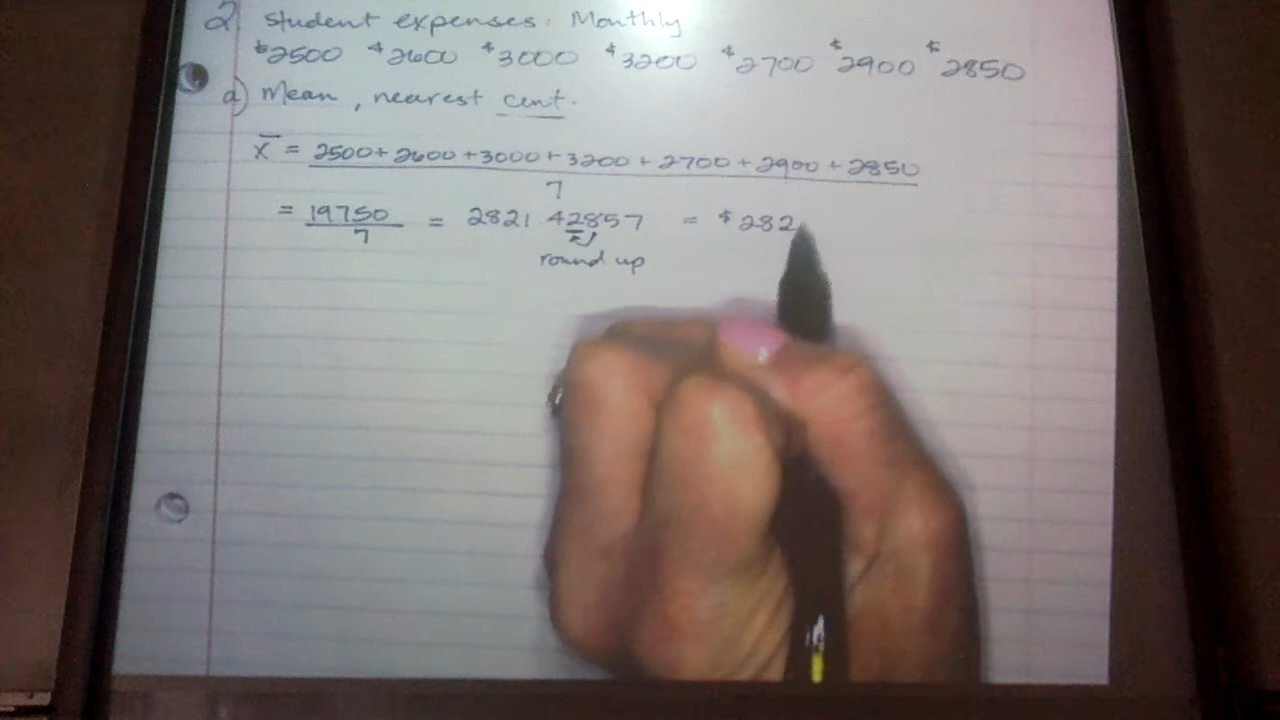 2. Student expenses: Monthly
$2500 $2600 $3000 $3200 $2700 $2900 $2850
a) Mean, nearest cent.
x̄ = 2500+2600+3000+3200+2700+2900+2850
7
= 19750 = 2821.42857 = $282
7
round up